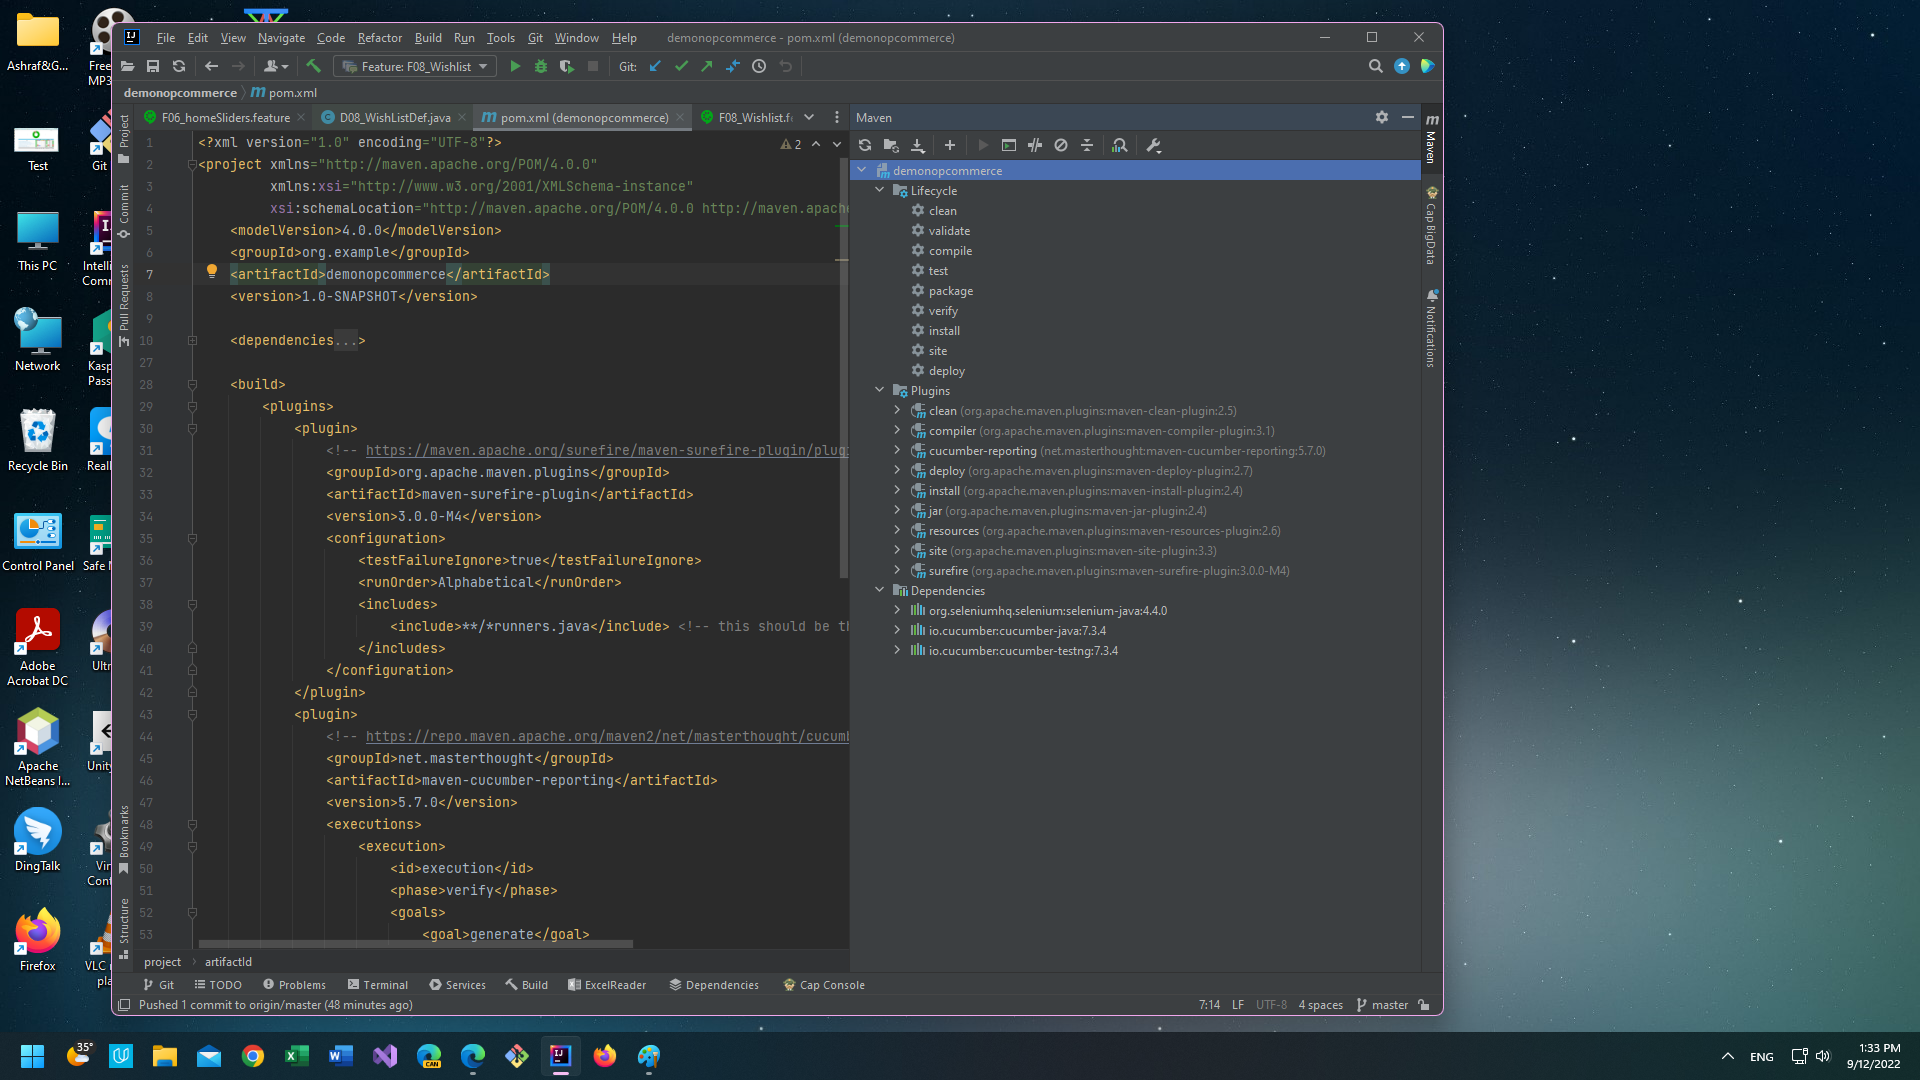 Ashraf&G...
Free
MP3
Test
Git
This PC
Intelli
Comm
Network
Kasp
Pass
Recycle Bin
Reall
Control Panel
Safe M
Adobe
Acrobat DC
Ultr
Apache
NetBeans I...
Unity
DingTalk
Vir
Cont
Firefox
VLC
pla
File Edit View Navigate Code Refactor Build Run Tools Git Window Help demonopcommerce - pom.xml (demonopcommerce)
Feature: F08_Wishlist Git:
demonopcommerce pom.xml
F06_homeSliders.feature D08_WishListDef.java pom.xml (demonopcommerce) F08_Wishlist.f
2
Project
Commit
Pull Requests
Bookmarks
Structure
1 <?xml version="1.0" encoding="UTF-8"?>
2 <project xmlns="http://maven.apache.org/POM/4.0.0"
3 xmlns:xsi="http://www.w3.org/2001/XMLSchema-instance"
4 xsi:schemaLocation="http://maven.apache.org/POM/4.0.0 http://maven.apache
5 <modelVersion>4.0.0</modelVersion>
6 <groupId>org.example</groupId>
7 <artifactId>demonopcommerce</artifactId>
8 <version>1.0-SNAPSHOT</version>
9
10 <dependencies...>
27
28 <build>
29 <plugins>
30 <plugin>
31 <!-- https://maven.apache.org/surefire/maven-surefire-plugin/plug
32 <groupId>org.apache.maven.plugins</groupId>
33 <artifactId>maven-surefire-plugin</artifactId>
34 <version>3.0.0-M4</version>
35 <configuration>
36 <testFailureIgnore>true</testFailureIgnore>
37 <runOrder>Alphabetical</runOrder>
38 <includes>
39 <include>**/*runners.java</include> <!-- this should be th
40 </includes>
41 </configuration>
42 </plugin>
43 <plugin>
44 <!-- https://repo.maven.apache.org/maven2/net/masterthought/cucumb
45 <groupId>net.masterthought</groupId>
46 <artifactId>maven-cucumber-reporting</artifactId>
47 <version>5.7.0</version>
48 <executions>
49 <execution>
50 <id>execution</id>
51 <phase>verify</phase>
52 <goals>
53 <goal>generate</goal>
project artifactId
Maven
demonopcommerce
Lifecycle
clean
validate
compile
test
package
verify
install
site
deploy
Plugins
clean (org.apache.maven.plugins:maven-clean-plugin:2.5)
compiler (org.apache.maven.plugins:maven-compiler-plugin:3.1)
cucumber-reporting (net.masterthought:maven-cucumber-reporting:5.7.0)
deploy (org.apache.maven.plugins:maven-deploy-plugin:2.7)
install (org.apache.maven.plugins:maven-install-plugin:2.4)
jar (org.apache.maven.plugins:maven-jar-plugin:2.4)
resources (org.apache.maven.plugins:maven-resources-plugin:2.6)
site (org.apache.maven.plugins:maven-site-plugin:3.3)
surefire (org.apache.maven.plugins:maven-surefire-plugin:3.0.0-M4)
Dependencies
org.seleniumhq.selenium:selenium-java:4.4.0
io.cucumber:cucumber-java:7.3.4
io.cucumber:cucumber-testng:7.3.4
Maven
Cap BigData
Notifications
Git TODO Problems Terminal Services Build ExcelReader Dependencies Cap Console
Pushed 1 commit to origin/master (48 minutes ago) 7:14 LF UTF-8 4 spaces master
35°
CAN
ENG
1:33 PM
9/12/2022